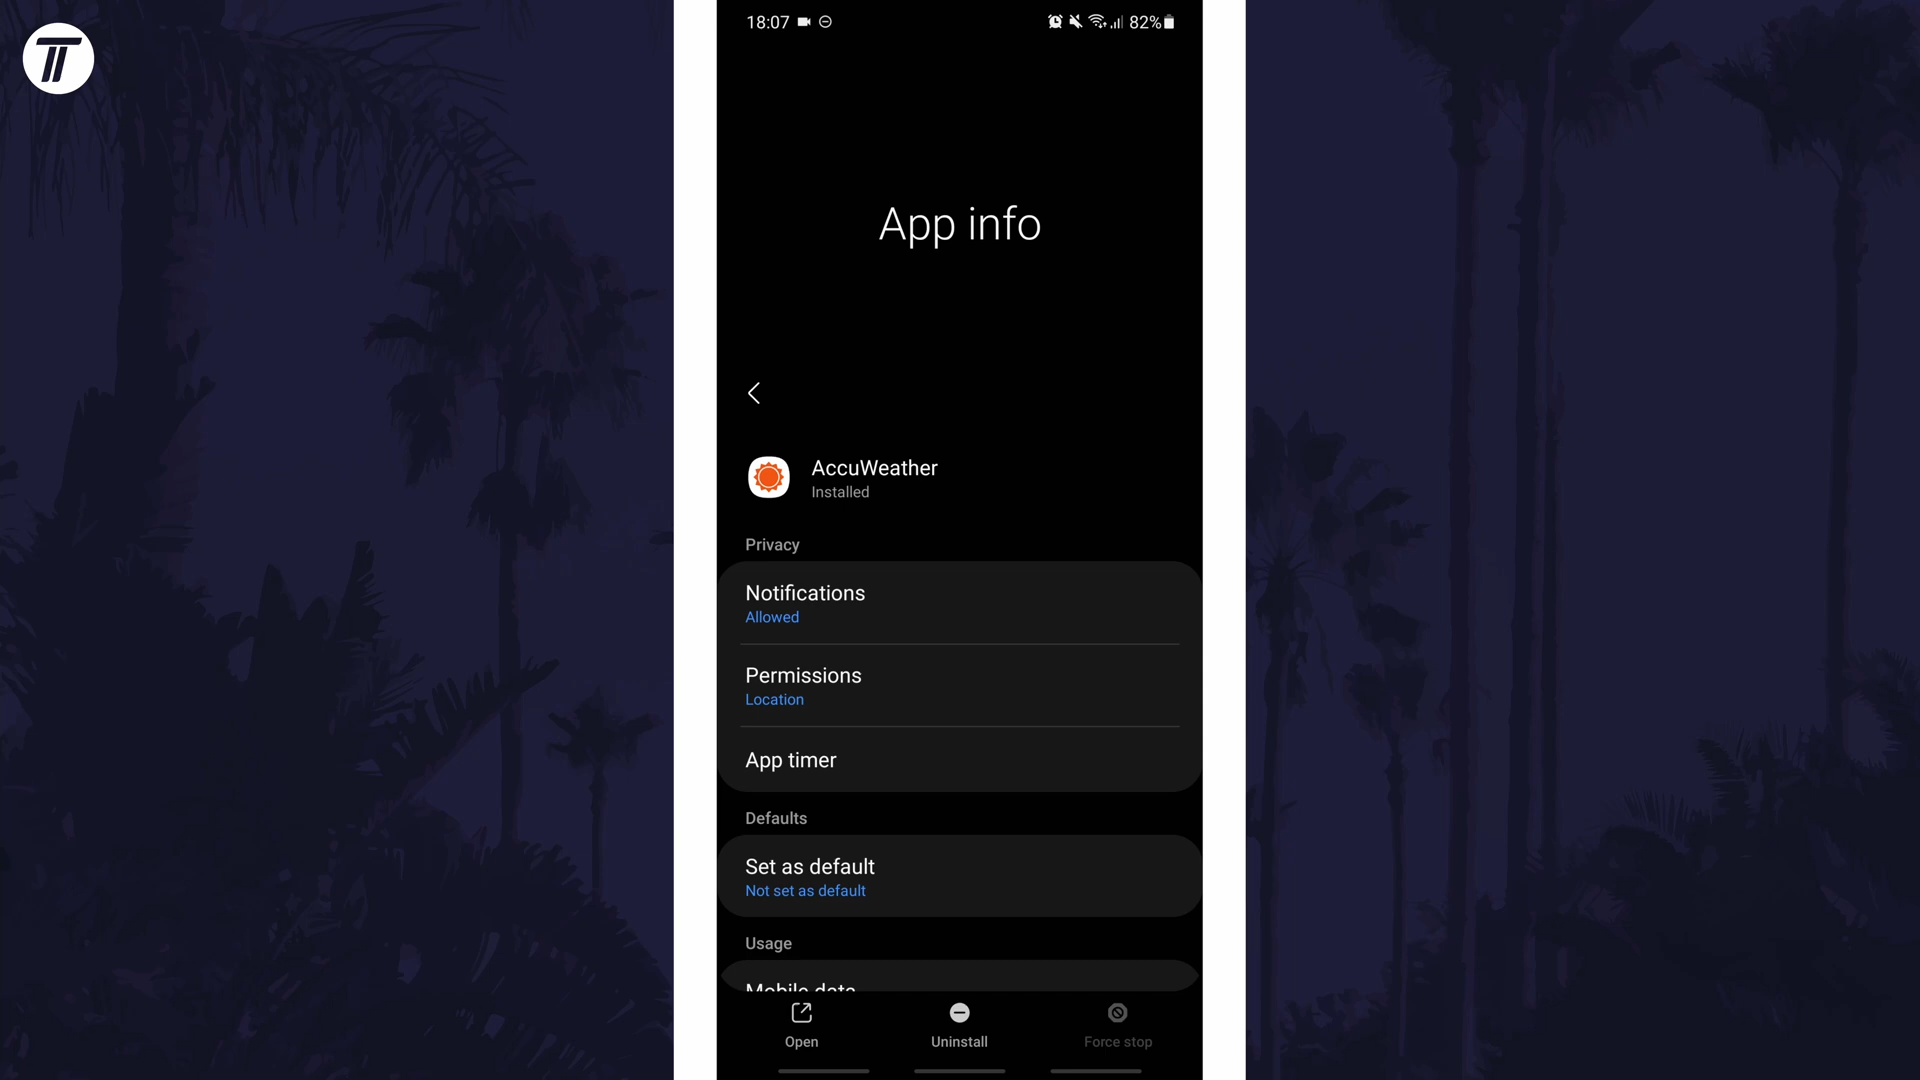 18:07
82%
App info
AccuWeather
Installed
Privacy
Notifications
Allowed
Permissions
Location
App timer
Defaults
Set as default
Not set as default
Usage
Mobile data
Open
Uninstall
Force stop